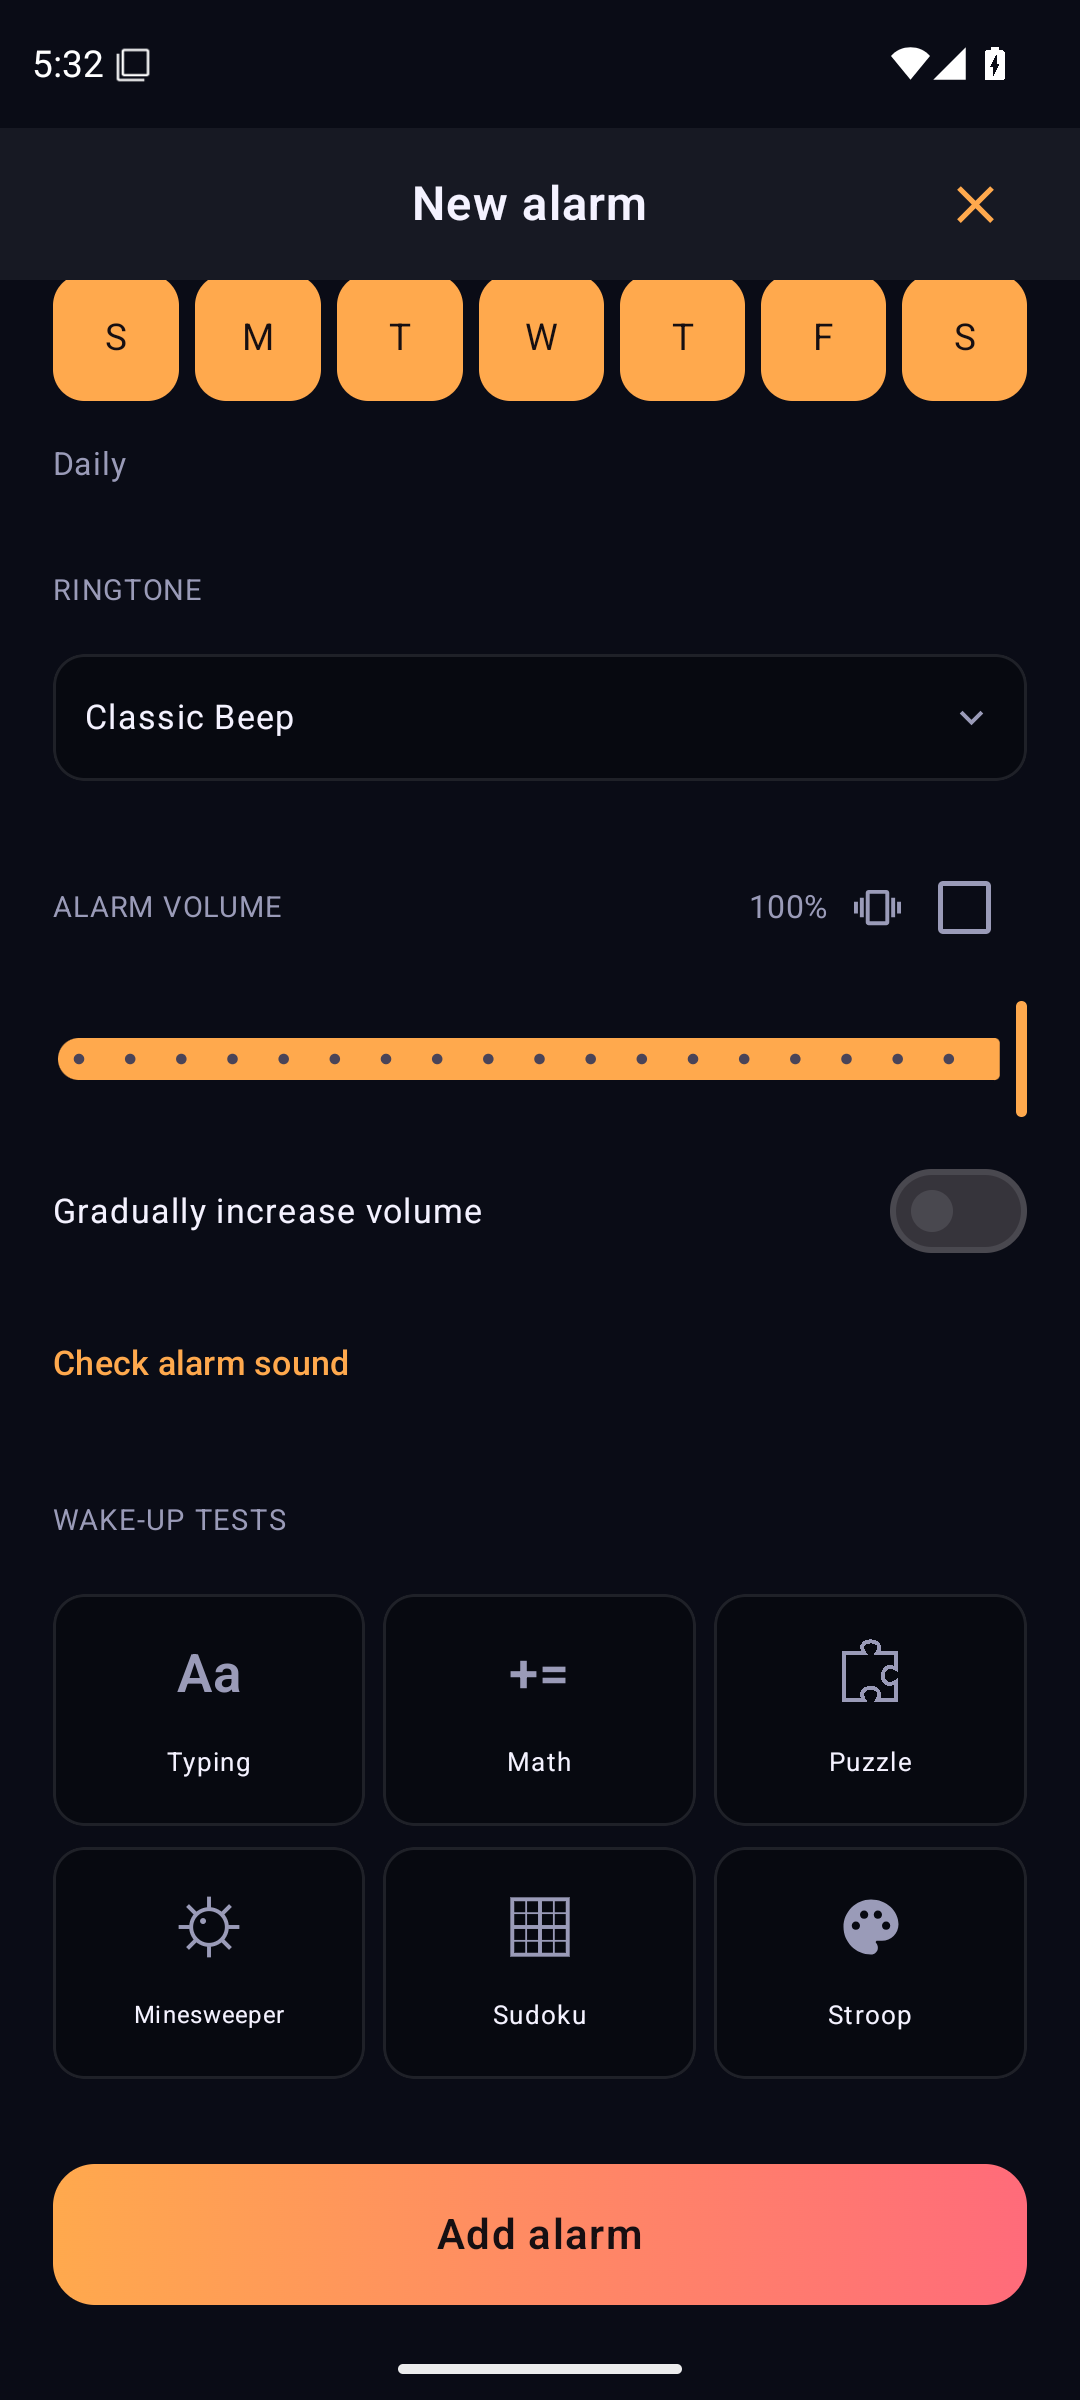 5:32
New alarm
S M T W T F S
Daily
RINGTONE
Classic Beep
ALARM VOLUME 100%
Gradually increase volume
Check alarm sound
WAKE-UP TESTS
Aa += 
Typing Math Puzzle
Minesweeper Sudoku Stroop
Add alarm